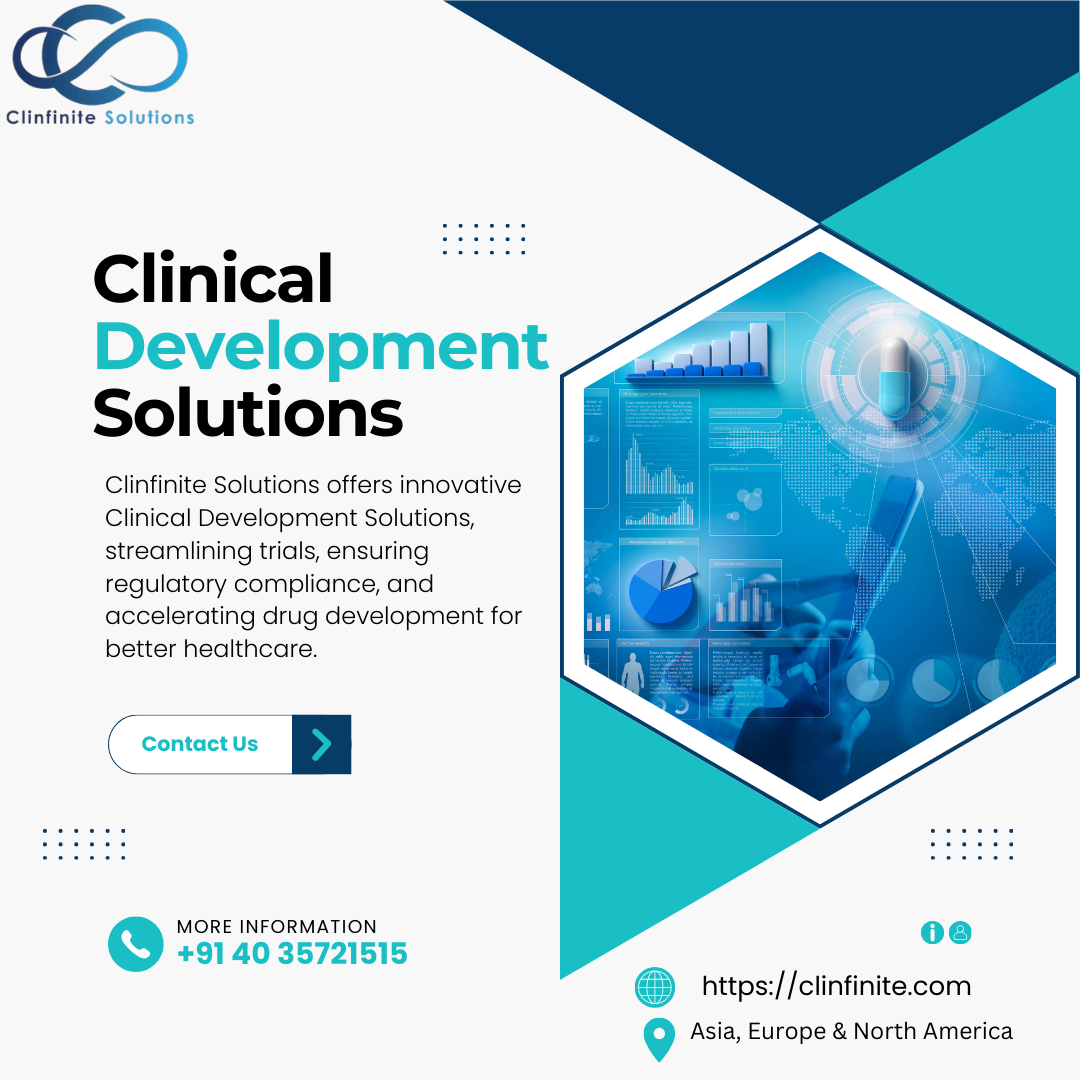 Clinfinite Solutions
Clinical
Development
Solutions
Clinfinite Solutions offers innovative
Clinical Development Solutions,
streamlining trials, ensuring
regulatory compliance, and
accelerating drug development for
better healthcare.
Contact Us
MORE INFORMATION
+91 40 35721515
https://clinfinite.com
Asia, Europe & North America